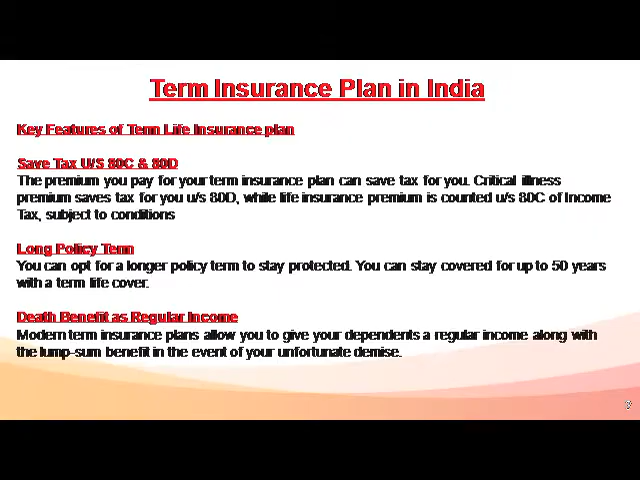 Term Insurance Plan in India
Key Features of Term Life Insurance plan
Save Tax U/S 80C & 80D
The premium you pay for your term insurance plan can save tax for you. Critical illness
premium saves tax for you u/s 80D, while life insurance premium is counted u/s 80C of Income
Tax, subject to conditions
Long Policy Term
You can opt for a longer policy term to stay protected. You can stay covered for up to 50 years
with a term life cover.
Death Benefit as Regular Income
Modern term insurance plans allow you to give your dependents a regular income along with
the lump-sum benefit in the event of your unfortunate demise.